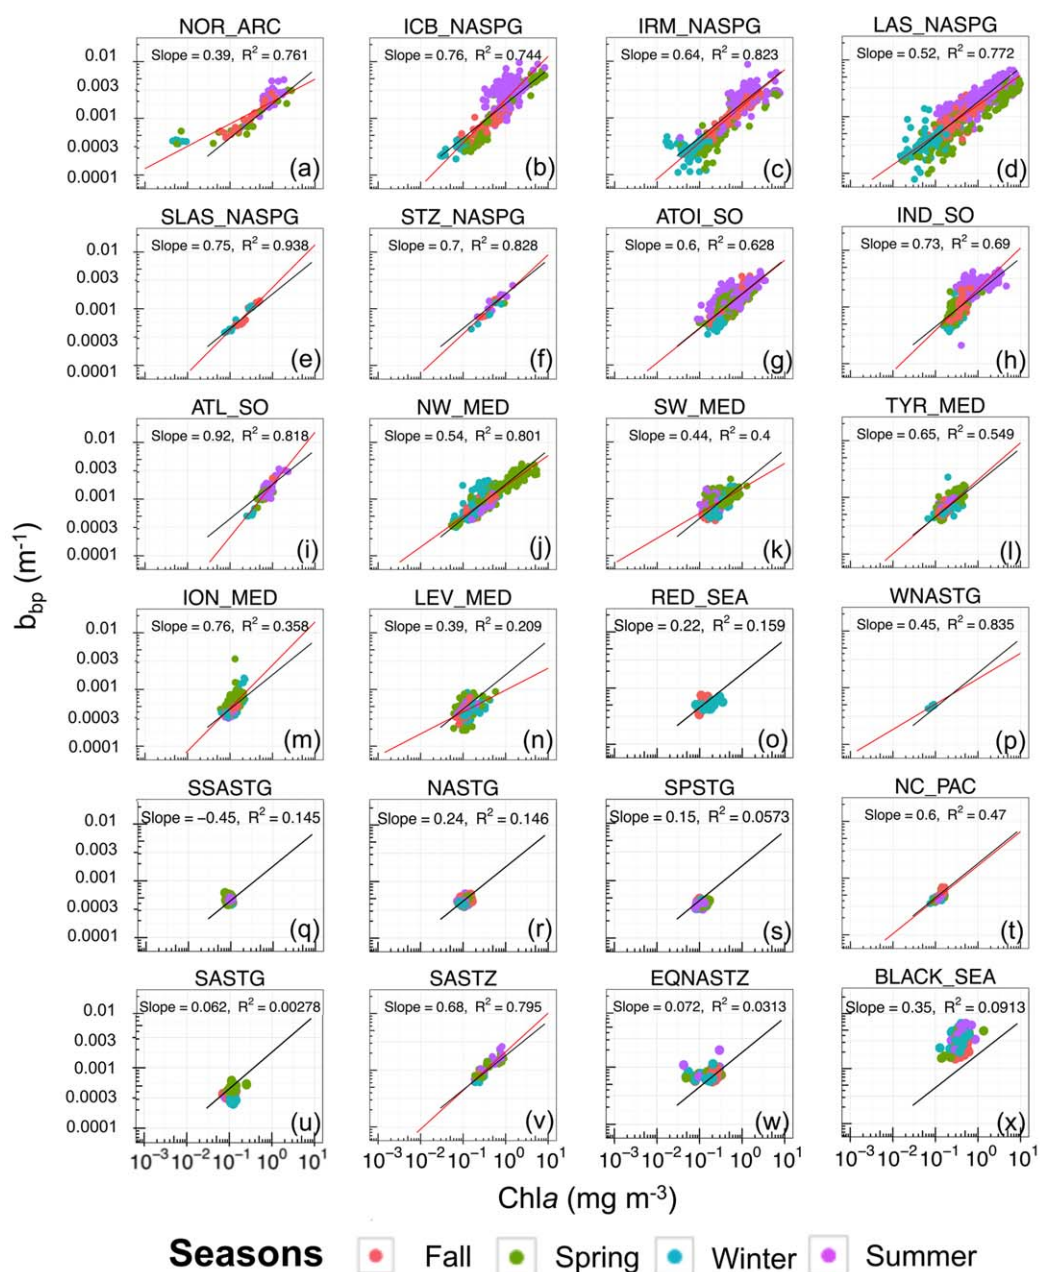 NOR_ARC ICB_NASPG IRM_NASPG LAS_NASPG
Slope = 0.39, R² = 0.761 Slope = 0.76, R² = 0.744 Slope = 0.64, R² = 0.823 Slope = 0.52, R² = 0.772
0.01
0.003
0.001
0.0003
0.0001
(a) (b) (c) (d)
SLAS_NASPG STZ_NASPG ATOI_SO IND_SO
Slope = 0.75, R² = 0.938 Slope = 0.7, R² = 0.828 Slope = 0.6, R² = 0.628 Slope = 0.73, R² = 0.69
0.01
0.003
0.001
0.0003
0.0001
(e) (f) (g) (h)
ATL_SO NW_MED SW_MED TYR_MED
Slope = 0.92, R² = 0.818 Slope = 0.54, R² = 0.801 Slope = 0.44, R² = 0.4 Slope = 0.65, R² = 0.549
0.01
0.003
0.001
0.0003
0.0001
(i) (j) (k) (l)
b_bp (m⁻¹)
ION_MED LEV_MED RED_SEA WNASTG
Slope = 0.76, R² = 0.358 Slope = 0.39, R² = 0.209 Slope = 0.22, R² = 0.159 Slope = 0.45, R² = 0.835
0.01
0.003
0.001
0.0003
0.0001
(m) (n) (o) (p)
SSASTG NASTG SPSTG NC_PAC
Slope = −0.45, R² = 0.145 Slope = 0.24, R² = 0.146 Slope = 0.15, R² = 0.0573 Slope = 0.6, R² = 0.47
0.01
0.003
0.001
0.0003
0.0001
(q) (r) (s) (t)
SASTG SASTZ EQNASTZ BLACK_SEA
Slope = 0.062, R² = 0.00278 Slope = 0.68, R² = 0.795 Slope = 0.072, R² = 0.0313 Slope = 0.35, R² = 0.0913
0.01
0.003
0.001
0.0003
0.0001
(u) (v) (w) (x)
10⁻³ 10⁻² 10⁻¹ 10⁰ 10¹ 10⁻³ 10⁻² 10⁻¹ 10⁰ 10¹ 10⁻³ 10⁻² 10⁻¹ 10⁰ 10¹ 10⁻³ 10⁻² 10⁻¹ 10⁰ 10¹
Chla (mg m⁻³)
Seasons Fall Spring Winter Summer